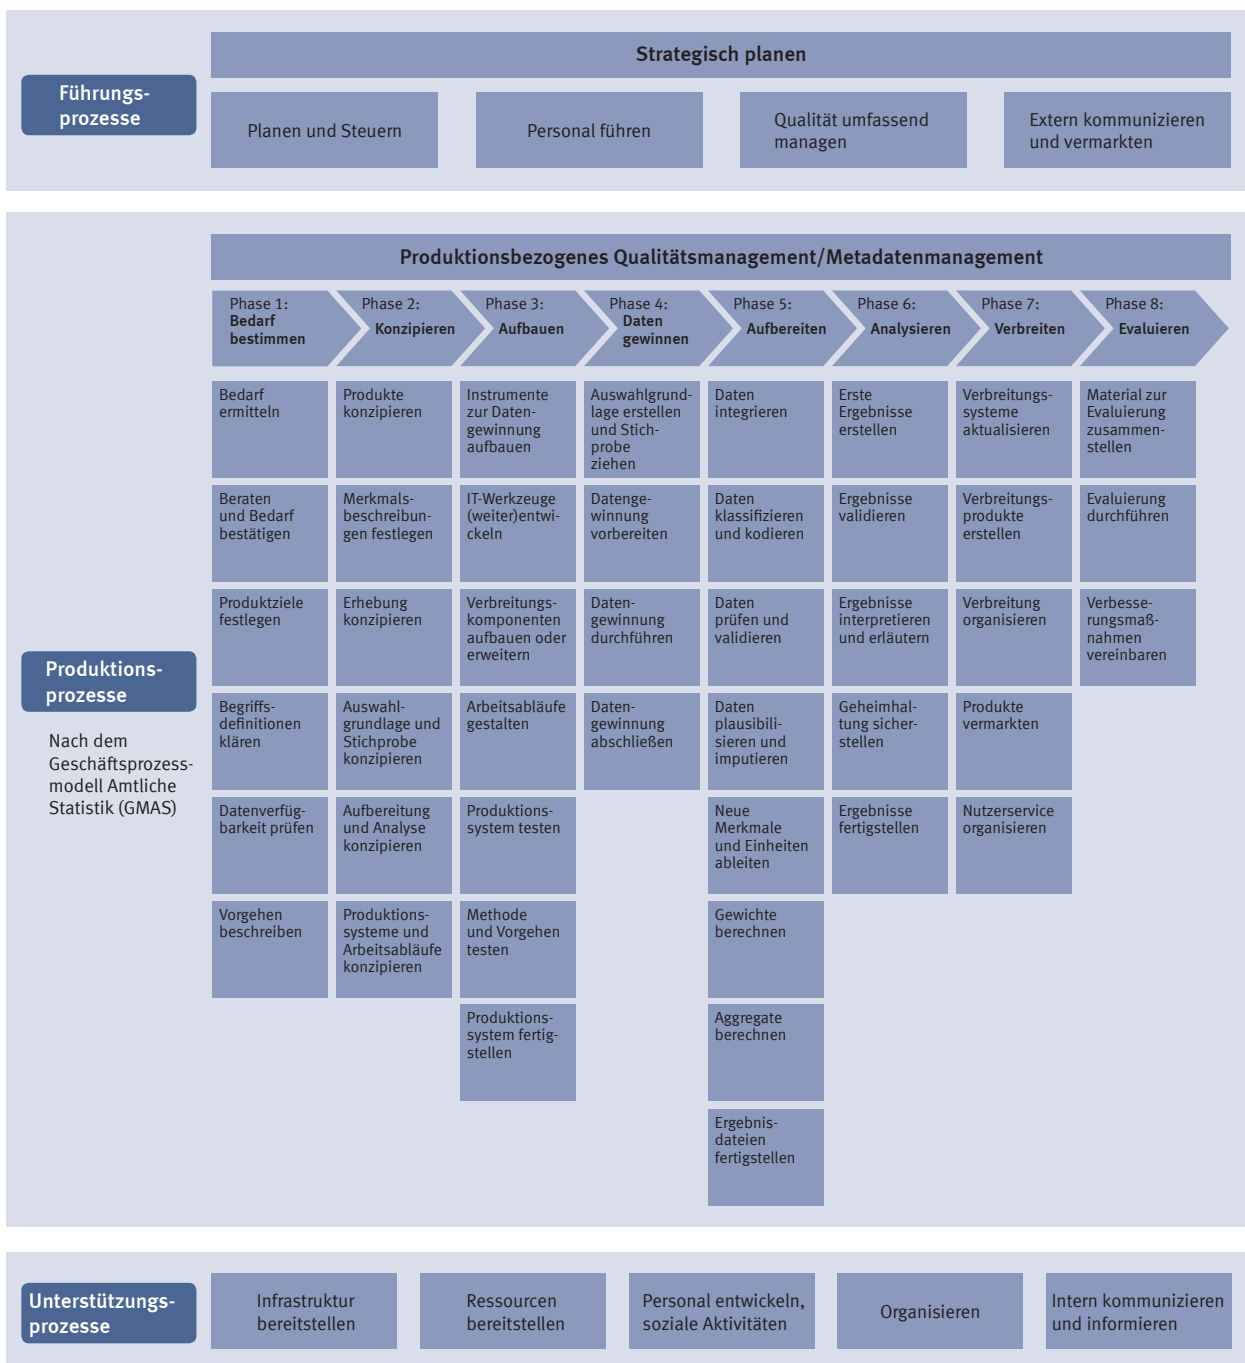 Führungs-
prozesse
Strategisch planen
Planen und Steuern
Personal führen
Qualität umfassend
managen
Extern kommunizieren
und vermarkten
Produktions-
prozesse
Nach dem
Geschäftsprozess-
modell Amtliche
Statistik (GMAS)
Produktionsbezogenes Qualitätsmanagement/Metadatenmanagement
Phase 1:
Bedarf
bestimmen
Phase 2:
Konzipieren
Phase 3:
Aufbauen
Phase 4:
Daten
gewinnen
Phase 5:
Aufbereiten
Phase 6:
Analysieren
Phase 7:
Verbreiten
Phase 8:
Evaluieren
Bedarf
ermitteln
Produkte
konzipieren
Instrumente
zur Daten-
gewinnung
aufbauen
Auswahlgrund-
lage erstellen
und Stich-
probe
ziehen
Daten
integrieren
Erste
Ergebnisse
erstellen
Verbreitungs-
systeme
aktualisieren
Material zur
Evaluierung
zusammen-
stellen
Beraten
und Bedarf
bestätigen
Merkmals-
beschreibun-
gen festlegen
IT-Werkzeuge
(weiter)entwi-
ckeln
Datenge-
winnung
vorbereiten
Daten
klassifizieren
und kodieren
Ergebnisse
validieren
Verbreitungs-
produkte
erstellen
Evaluierung
durchführen
Produktziele
festlegen
Erhebung
konzipieren
Verbreitungs-
komponenten
aufbauen oder
erweitern
Daten-
gewinnung
durchführen
Daten
prüfen und
validieren
Ergebnisse
interpretieren
und erläutern
Verbreitung
organisieren
Verbesse-
rungsmaß-
nahmen
vereinbaren
Begriffs-
definitionen
klären
Auswahl-
grundlage und
Stichprobe
konzipieren
Arbeitsabläufe
gestalten
Daten-
gewinnung
abschließen
Daten
plausibili-
sieren und
imputieren
Geheimhal-
tung sicher-
stellen
Produkte
vermarkten
Datenverfüg-
barkeit prüfen
Aufbereitung
und Analyse
konzipieren
Produktions-
system testen
Neue
Merkmale
und Einheiten
ableiten
Ergebnisse
fertigstellen
Nutzerservice
organisieren
Vorgehen
beschreiben
Produktions-
systeme und
Arbeitsabläufe
konzipieren
Methode
und Vorgehen
testen
Gewichte
berechnen
Produktions-
system fertig-
stellen
Aggregate
berechnen
Ergebnis-
dateien
fertigstellen
Unterstützungs-
prozesse
Infrastruktur
bereitstellen
Ressourcen
bereitstellen
Personal entwickeln,
soziale Aktivitäten
Organisieren
Intern kommunizieren
und informieren